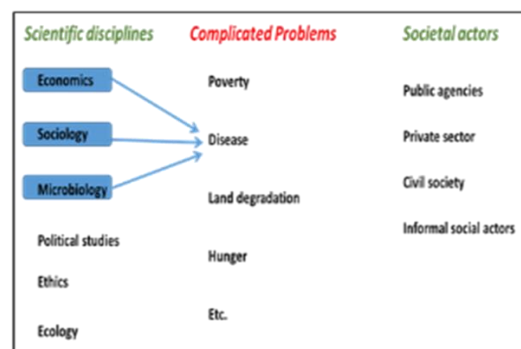 Scientific disciplines
Complicated Problems
Societal actors
Economics
Sociology
Microbiology
Political studies
Ethics
Ecology
Poverty
Disease
Land degradation
Hunger
Etc.
Public agencies
Private sector
Civil society
Informal social actors